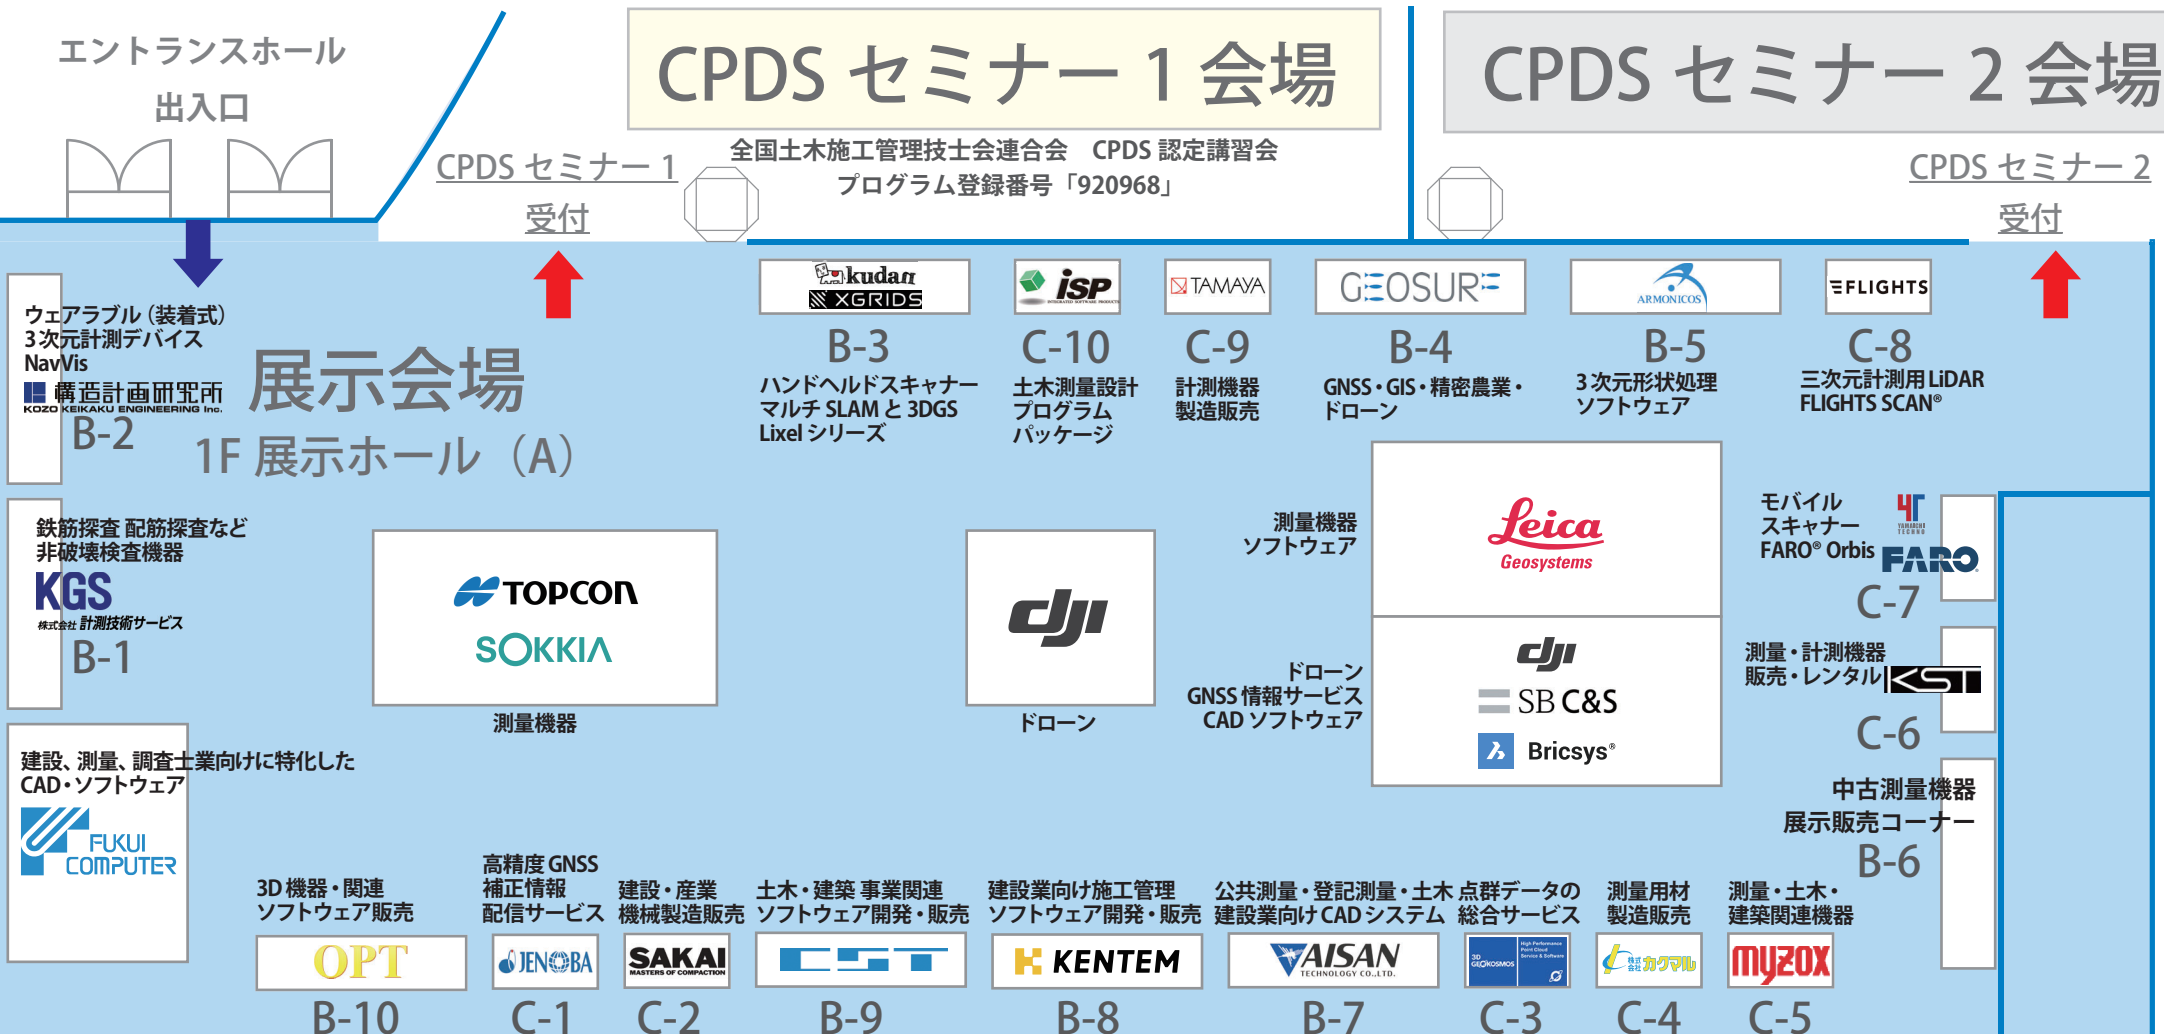 エントランスホール
出入口
CPDS セミナー 1 会場
CPDS セミナー 2 会場
全国土木施工管理技士会連合会　CPDS 認定講習会
プログラム登録番号「920968」
CPDS セミナー 1
受付
CPDS セミナー 2
受付
展示会場
1F 展示ホール（A）
ウェアラブル（装着式）
3 次元計測デバイス
NavVis
構造計画研究所
KOZO KEIKAKU ENGINEERING Inc.
B-2
kudan
XGRIDS
B-3
ハンドヘルドスキャナー
マルチ SLAM と 3DGS
Lixel シリーズ
iSP
INTEGRATED SOFTWARE PRODUCTS
C-10
土木測量設計
プログラム
パッケージ
TAMAYA
C-9
計測機器
製造販売
GEOSURF
B-4
GNSS・GIS・精密農業・
ドローン
ARMONICOS
B-5
3 次元形状処理
ソフトウェア
FLIGHTS
C-8
三次元計測用 LiDAR
FLIGHTS SCAN®
鉄筋探査 配筋探査など
非破壊検査機器
KGS
株式会社 計測技術サービス
B-1
TOPCON
SOKKIA
測量機器
dji
ドローン
測量機器
ソフトウェア
Leica
Geosystems
ドローン
GNSS 情報サービス
CAD ソフトウェア
dji
SB C&S
Bricsys®
モバイル
スキャナー
FARO® Orbis
YAMABISHI TECHNO
FARO
C-7
測量・計測機器
販売・レンタル
KST
C-6
中古測量機器
展示販売コーナー
B-6
建設、測量、調査士業向けに特化した
CAD・ソフトウェア
FUKUI
COMPUTER
3D 機器・関連
ソフトウェア販売
OPT
B-10
高精度 GNSS
補正情報
配信サービス
JENOBA
C-1
建設・産業
機械製造販売
SAKAI
MASTERS OF COMPACTION
C-2
土木・建築 事業関連
ソフトウェア開発・販売
CST
B-9
建設業向け施工管理
ソフトウェア開発・販売
KENTEM
B-8
公共測量・登記測量・土木
建設業向け CAD システム
AISAN
TECHNOLOGY CO.,LTD.
B-7
点群データの
総合サービス
3D
GEOKOSMOS
High Performance
Point Cloud
Service & Software
C-3
測量用材
製造販売
株式会社 カクマル
C-4
測量・土木・
建築関連機器
myzox
C-5